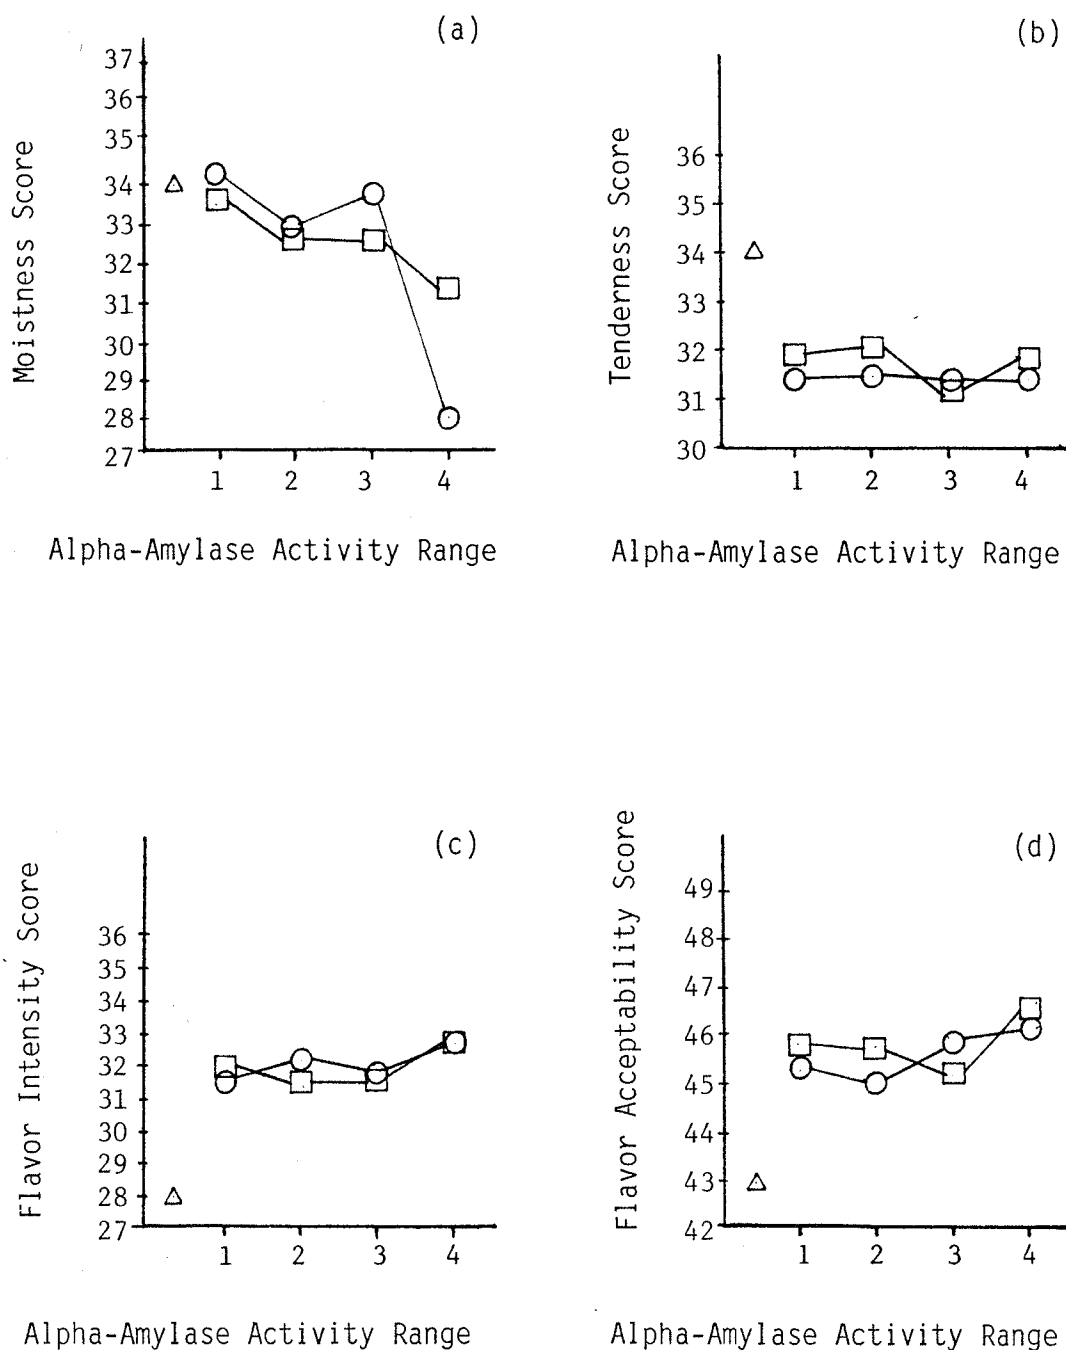 (a)
Moistness Score
37
36
35
34
33
32
31
30
29
28
27
1 2 3 4
Alpha-Amylase Activity Range
(b)
Tenderness Score
36
35
34
33
32
31
30
1 2 3 4
Alpha-Amylase Activity Range
(c)
Flavor Intensity Score
36
35
34
33
32
31
30
29
28
27
1 2 3 4
Alpha-Amylase Activity Range
(d)
Flavor Acceptability Score
49
48
47
46
45
44
43
42
1 2 3 4
Alpha-Amylase Activity Range